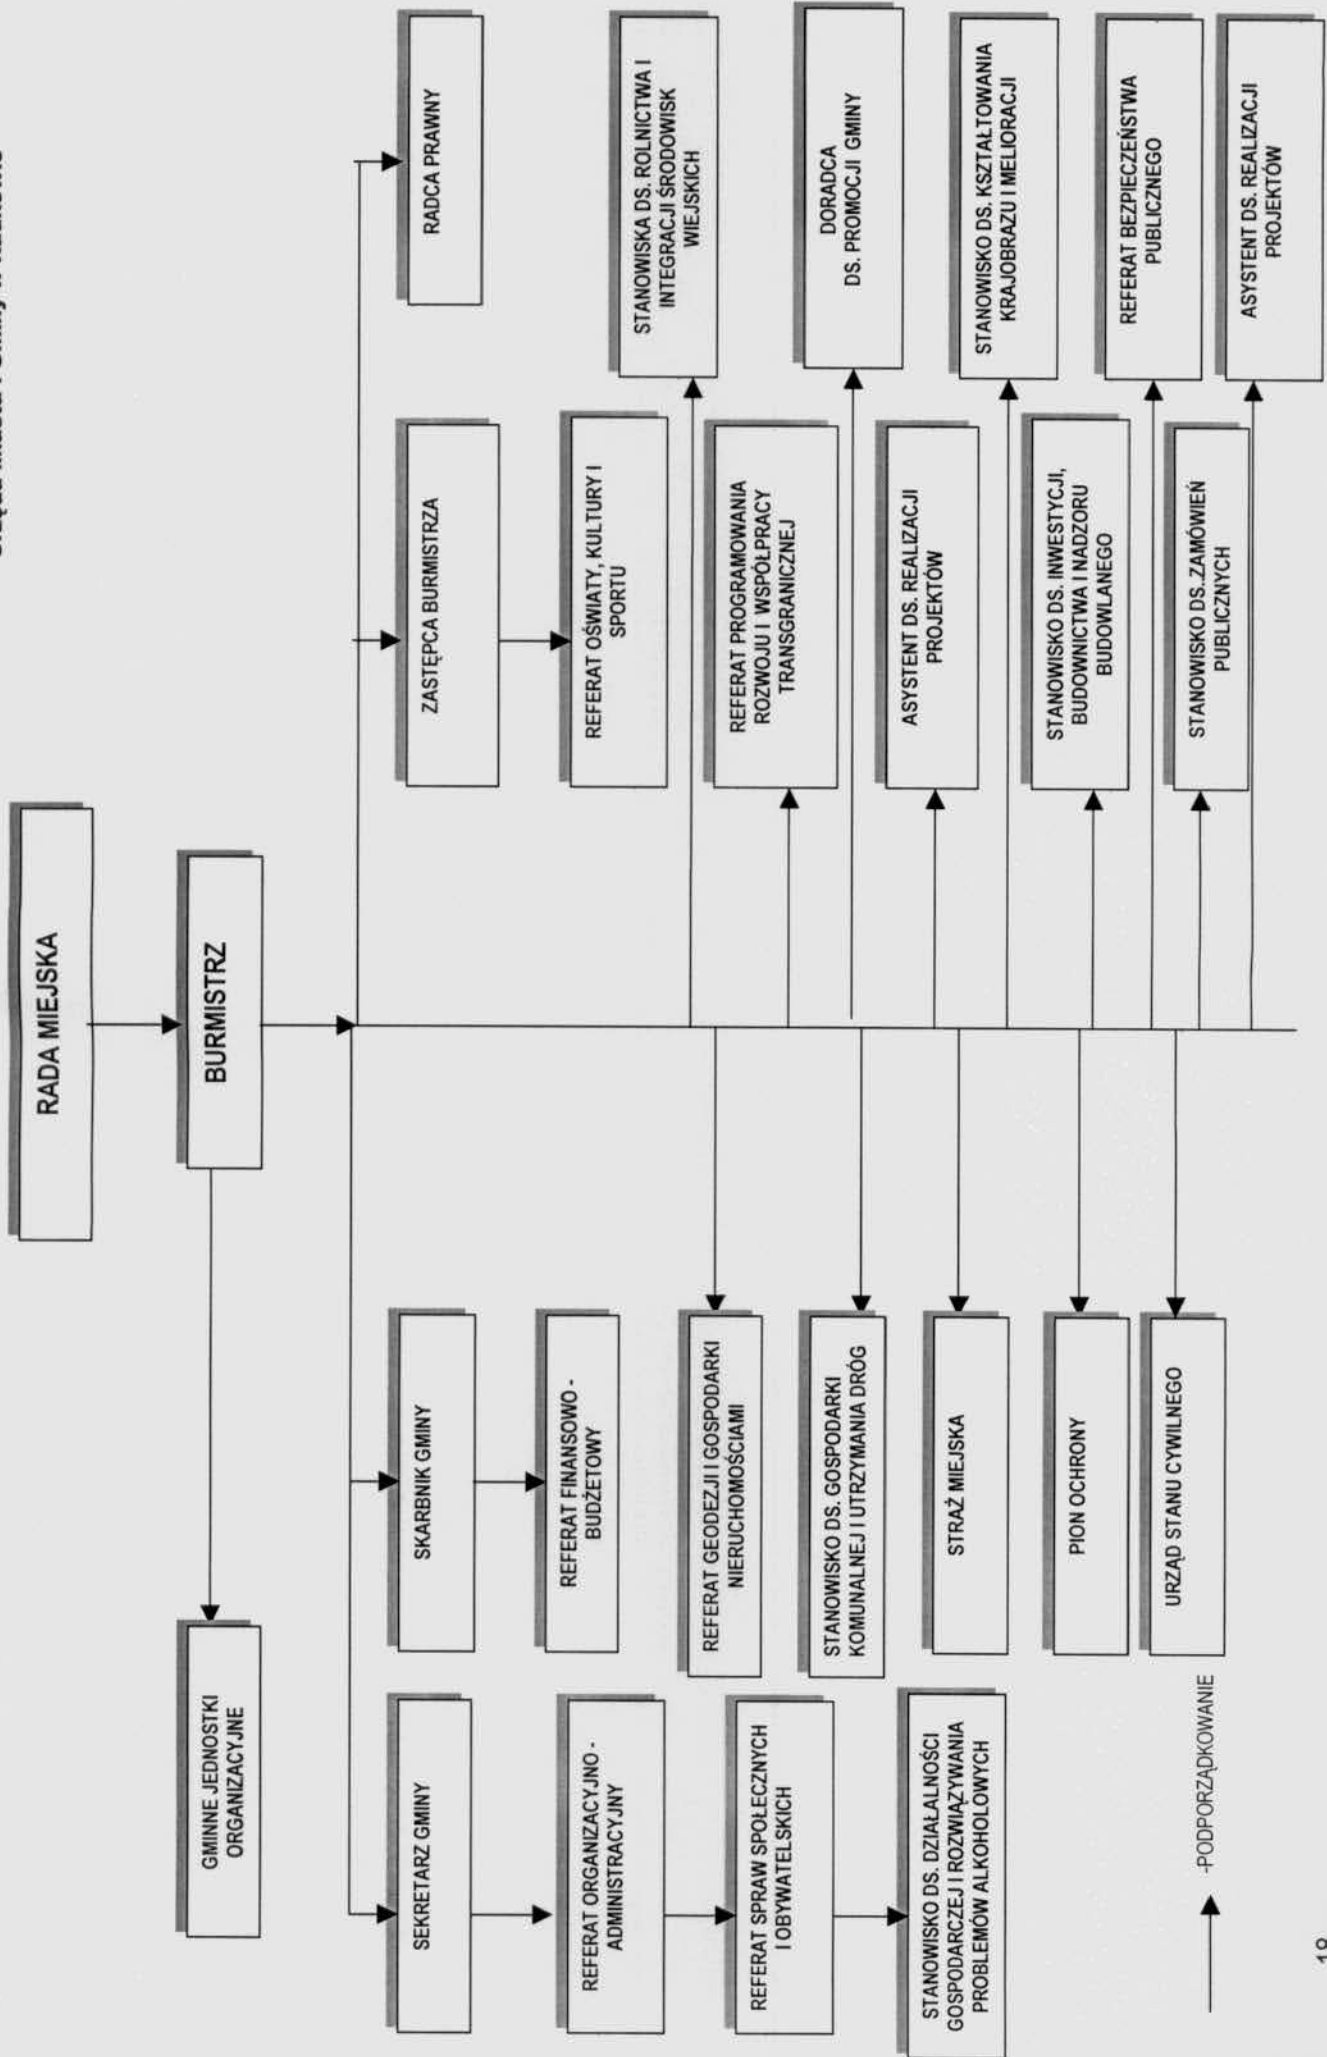 RADA MIEJSKA
BURMISTRZ
GMINNE JEDNOSTKI
ORGANIZACYJNE
SEKRETARZ GMINY
SKARBNIK GMINY
ZASTĘPCA BURMISTRZA
RADCA PRAWNY
REFERAT ORGANIZACYJNO -
ADMINISTRACYJNY
REFERAT FINANSOWO -
BUDŻETOWY
REFERAT OŚWIATY, KULTURY I
SPORTU
STANOWISKA DS. ROLNICTWA I
INTEGRACJI ŚRODOWISK
WIEJSKICH
REFERAT SPRAW SPOŁECZNYCH
I OBYWATELSKICH
REFERAT GEODEZJI I GOSPODARKI
NIERUCHOMOŚCIAMI
REFERAT PROGRAMOWANIA
ROZWOJU I WSPÓŁPRACY
TRANSGRANICZNEJ
DORADCA
DS. PROMOCJI GMINY
STANOWISKO DS. GOSPODARKI
KOMUNALNEJ I UTRZYMANIA DRÓG
ASYSTENT DS. REALIZACJI
PROJEKTÓW
STANOWISKO DS. DZIAŁALNOŚCI
GOSPODARCZEJ I ROZWIĄZYWANIA
PROBLEMÓW ALKOHOLOWYCH
STRAŻ MIEJSKA
STANOWISKO DS. KSZTAŁTOWANIA
KRAJOBRAZU I MELIORACJI
PION OCHRONY
STANOWISKO DS. INWESTYCJI,
BUDOWNICTWA I NADZORU
BUDOWLANEGO
REFERAT BEZPIECZEŃSTWA
PUBLICZNEGO
URZĄD STANU CYWILNEGO
STANOWISKO DS..ZAMÓWIEŃ
PUBLICZNYCH
ASYSTENT DS. REALIZACJI
PROJEKTÓW
-PODPORZĄDKOWANIE
18